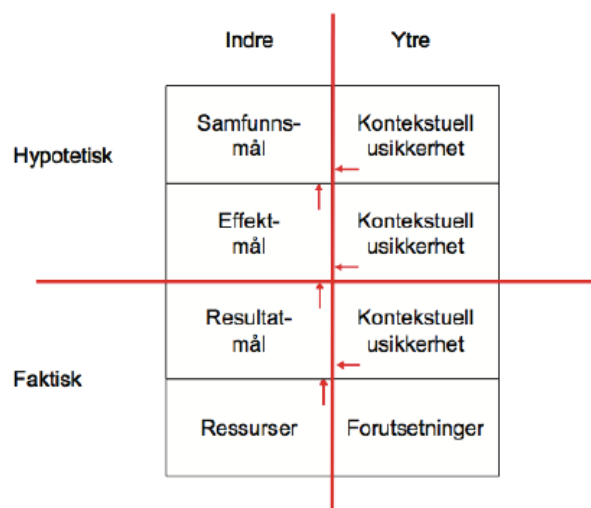 Indre Ytre
Samfunns-
mål
Kontekstuell
usikkerhet
Hypotetisk
Effekt-
mål
Kontekstuell
usikkerhet
Resultat-
mål
Kontekstuell
usikkerhet
Faktisk
Ressurser
Forutsetninger